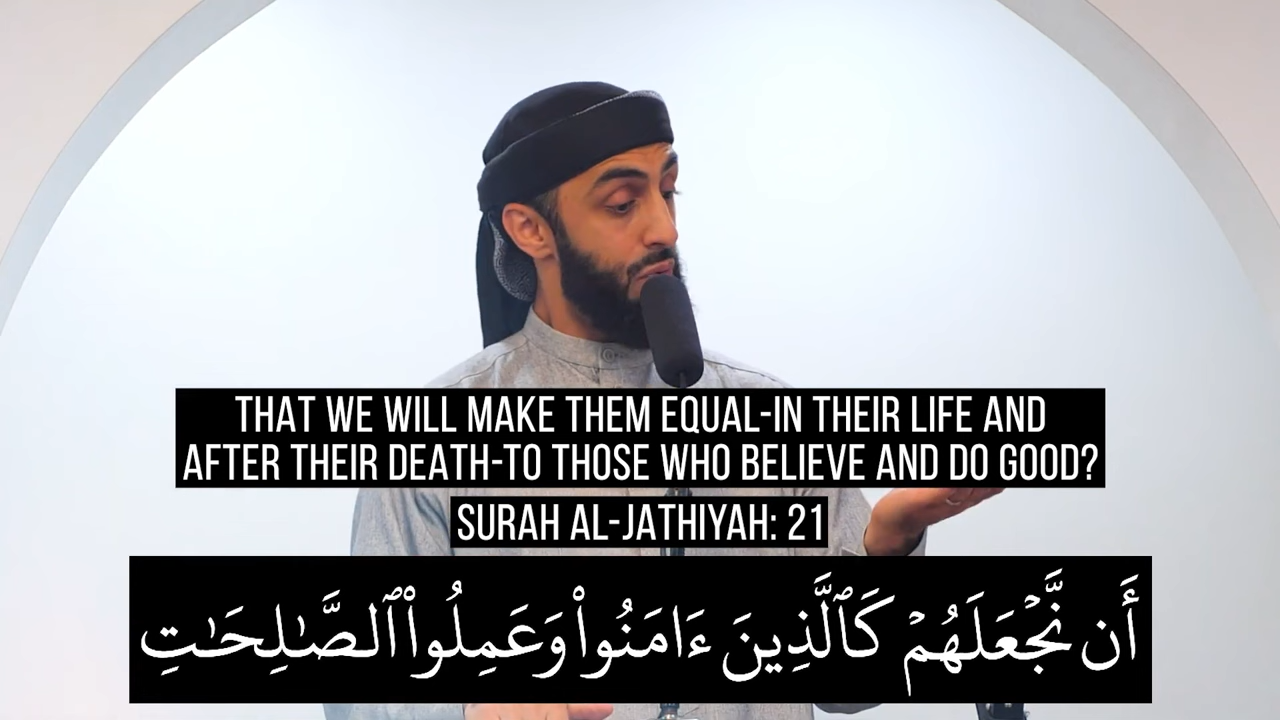 THAT WE WILL MAKE THEM EQUAL-IN THEIR LIFE AND
AFTER THEIR DEATH-TO THOSE WHO BELIEVE AND DO GOOD?
SURAH AL-JATHIYAH: 21
أَن نَّجْعَلَهُمْ كَٱلَّذِينَ ءَامَنُوا۟ وَعَمِلُوا۟ ٱلصَّـٰلِحَـٰتِ